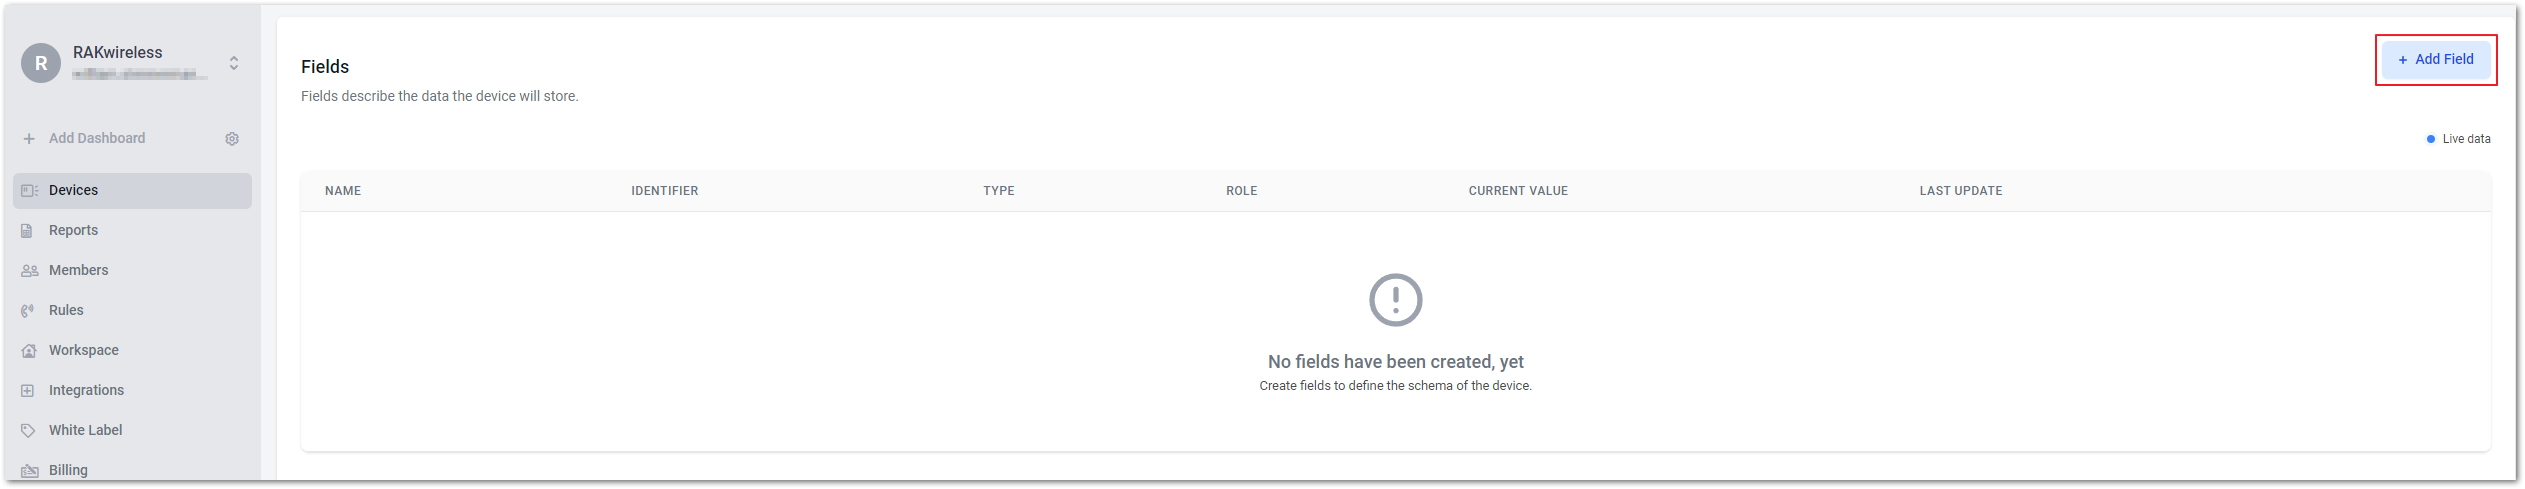 R
RAKwireless
Add Dashboard
Devices
Reports
Members
Rules
Workspace
Integrations
White Label
Billing
Fields
Fields describe the data the device will store.
+ Add Field
Live data
NAME IDENTIFIER TYPE ROLE CURRENT VALUE LAST UPDATE
No fields have been created, yet
Create fields to define the schema of the device.